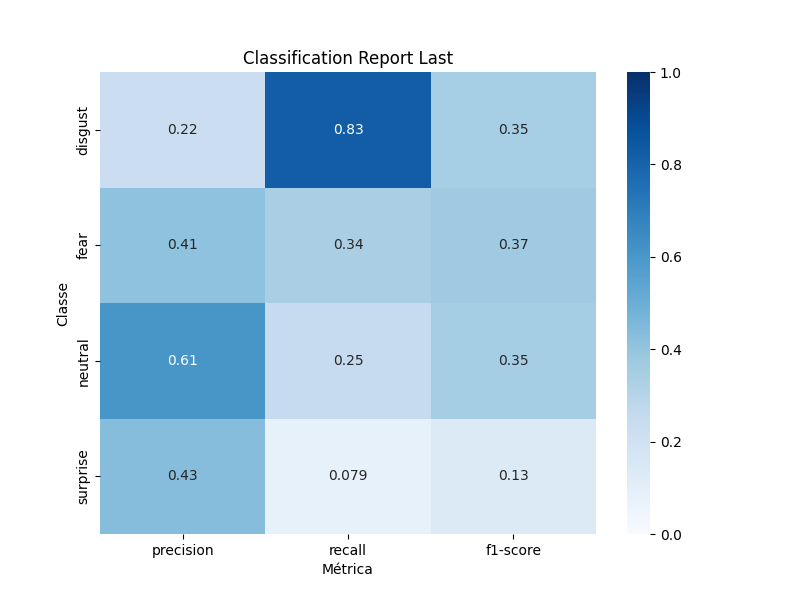 Classification Report Last
Classe
disgust
0.22 0.83 0.35
fear
0.41 0.34 0.37
neutral
0.61 0.25 0.35
surprise
0.43 0.079 0.13
precision recall f1-score
Métrica
1.0
0.8
0.6
0.4
0.2
0.0